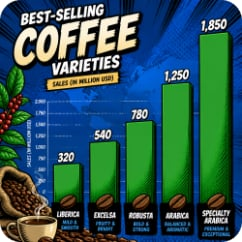 BEST-SELLING
COFFEE
VARIETIES
SALES (IN MILLION USD)
1,850
1,250
780
540
320
LIBERICA
MILD &
SMOOTH
EXCELSA
FRUITY &
BRIGHT
ROBUSTA
BOLD &
STRONG
ARABICA
BALANCED &
AROMATIC
SPECIALTY
ARABICA
PREMIUM &
EXCEPTIONAL